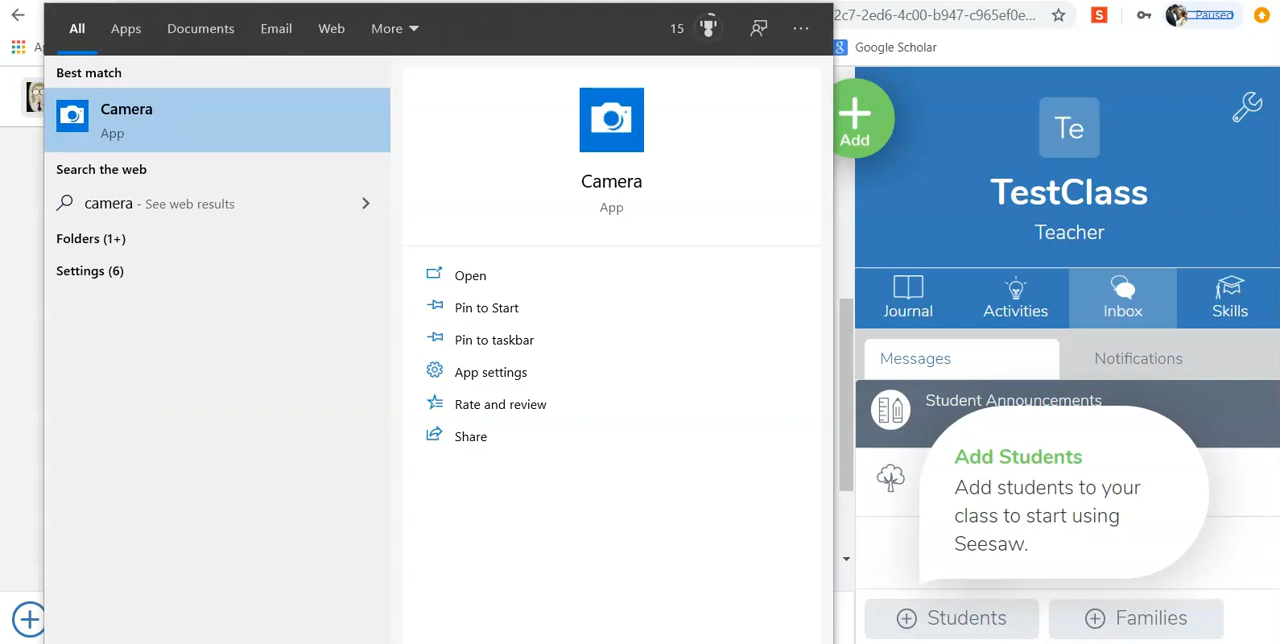 All
Apps
Documents
Email
Web
More
15
2c7-2ed6-4c00-b947-c965ef0e...
S
Paused
Google Scholar
Best match
Camera
App
Search the web
camera - See web results
Folders (1+)
Settings (6)
Camera
App
Open
Pin to Start
Pin to taskbar
App settings
Rate and review
Share
Add
Te
TestClass
Teacher
Journal
Activities
Inbox
Skills
Messages
Notifications
Student Announcements
Add Students
Add students to your
class to start using
Seesaw.
Students
Families